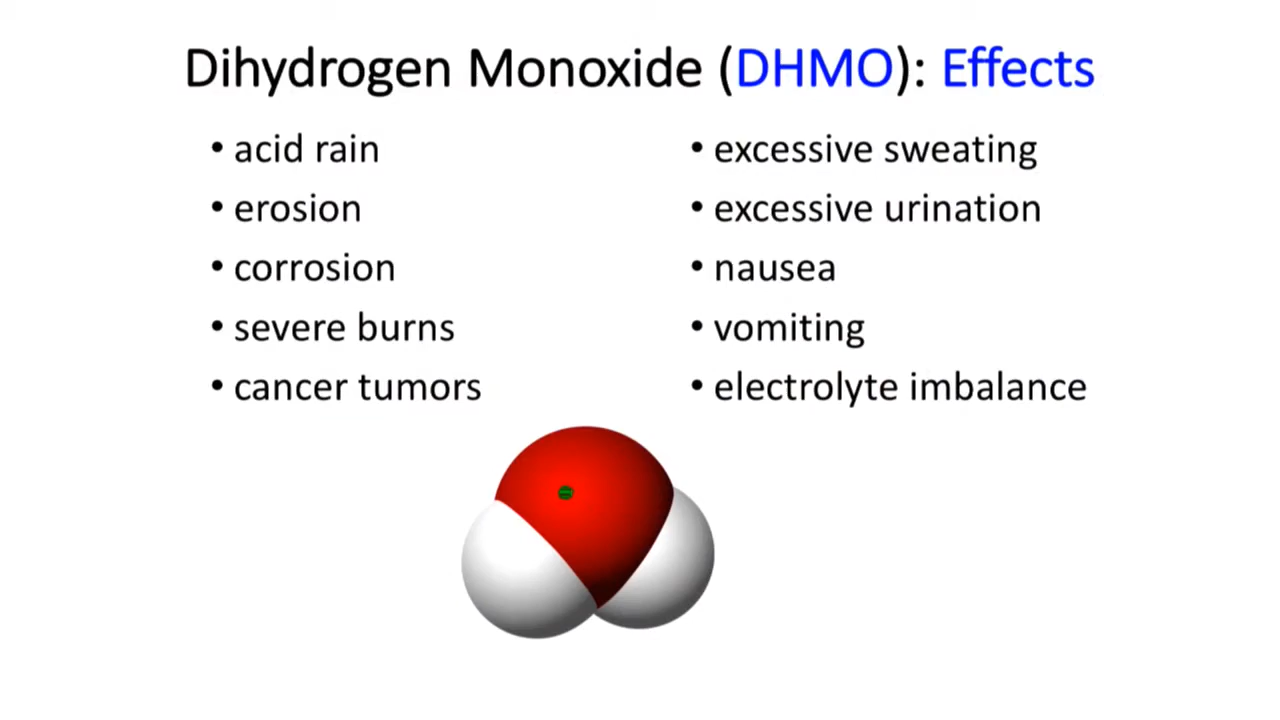 Dihydrogen Monoxide (DHMO): Effects
• acid rain
• erosion
• corrosion
• severe burns
• cancer tumors
• excessive sweating
• excessive urination
• nausea
• vomiting
• electrolyte imbalance